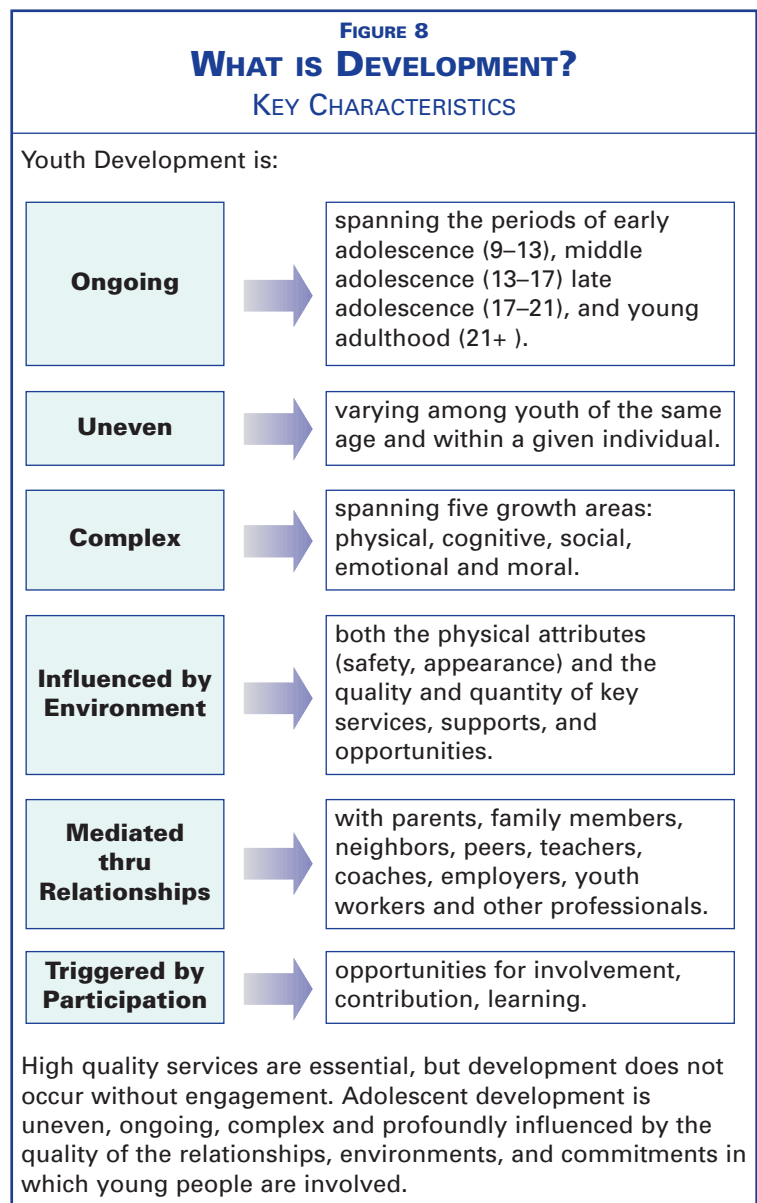 FIGURE 8
WHAT IS DEVELOPMENT?
KEY CHARACTERISTICS
Youth Development is:
Ongoing
spanning the periods of early
adolescence (9–13), middle
adolescence (13–17) late
adolescence (17–21), and young
adulthood (21+ ).
Uneven
varying among youth of the same
age and within a given individual.
Complex
spanning five growth areas:
physical, cognitive, social,
emotional and moral.
Influenced by
Environment
both the physical attributes
(safety, appearance) and the
quality and quantity of key
services, supports, and
opportunities.
Mediated
thru
Relationships
with parents, family members,
neighbors, peers, teachers,
coaches, employers, youth
workers and other professionals.
Triggered by
Participation
opportunities for involvement,
contribution, learning.
High quality services are essential, but development does not
occur without engagement. Adolescent development is
uneven, ongoing, complex and profoundly influenced by the
quality of the relationships, environments, and commitments in
which young people are involved.